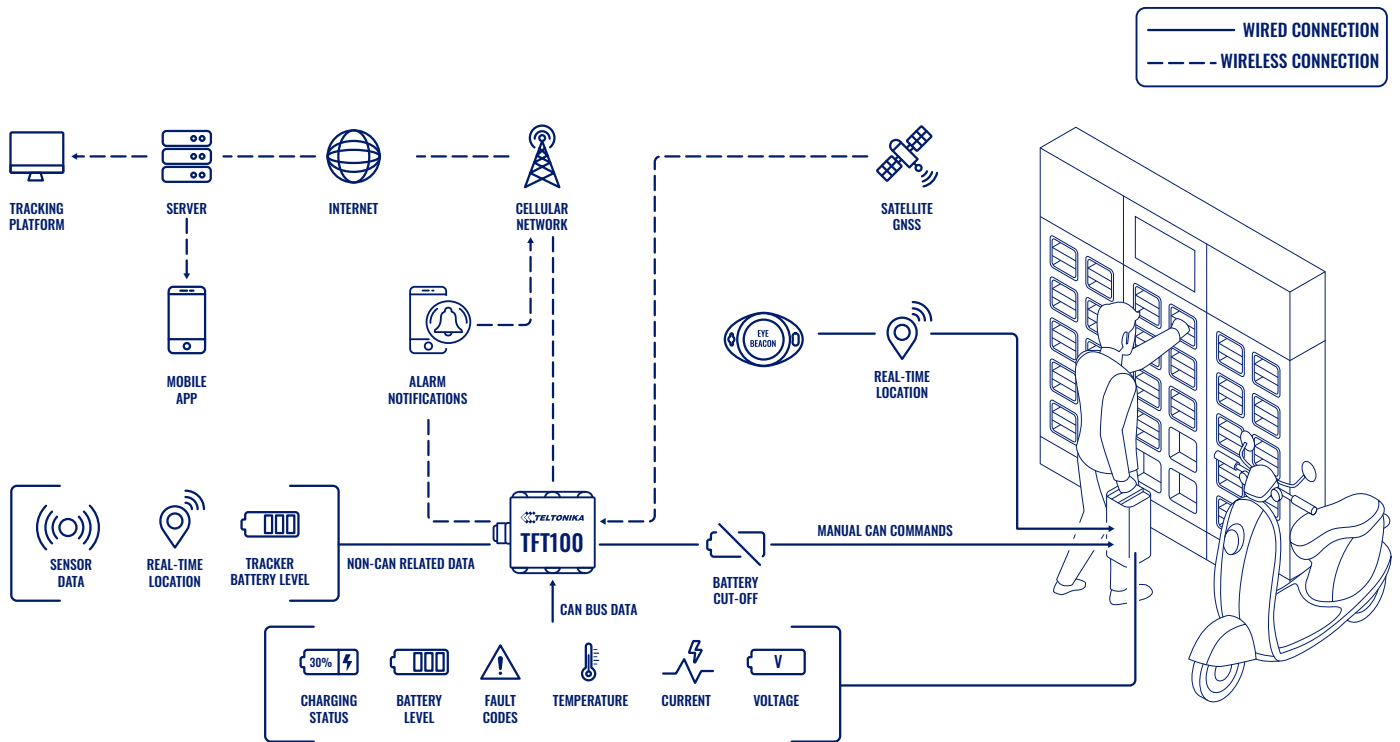 WIRED CONNECTION
WIRELESS CONNECTION
TRACKING
PLATFORM
SERVER
INTERNET
CELLULAR
NETWORK
SATELLITE
GNSS
MOBILE
APP
ALARM
NOTIFICATIONS
EYE
BEACON
REAL-TIME
LOCATION
SENSOR
DATA
REAL-TIME
LOCATION
TRACKER
BATTERY LEVEL
NON-CAN RELATED DATA
TELTONIKA
TFT100
BATTERY
CUT-OFF
MANUAL CAN COMMANDS
CAN BUS DATA
30%
V
CHARGING
STATUS
BATTERY
LEVEL
FAULT
CODES
TEMPERATURE
CURRENT
VOLTAGE